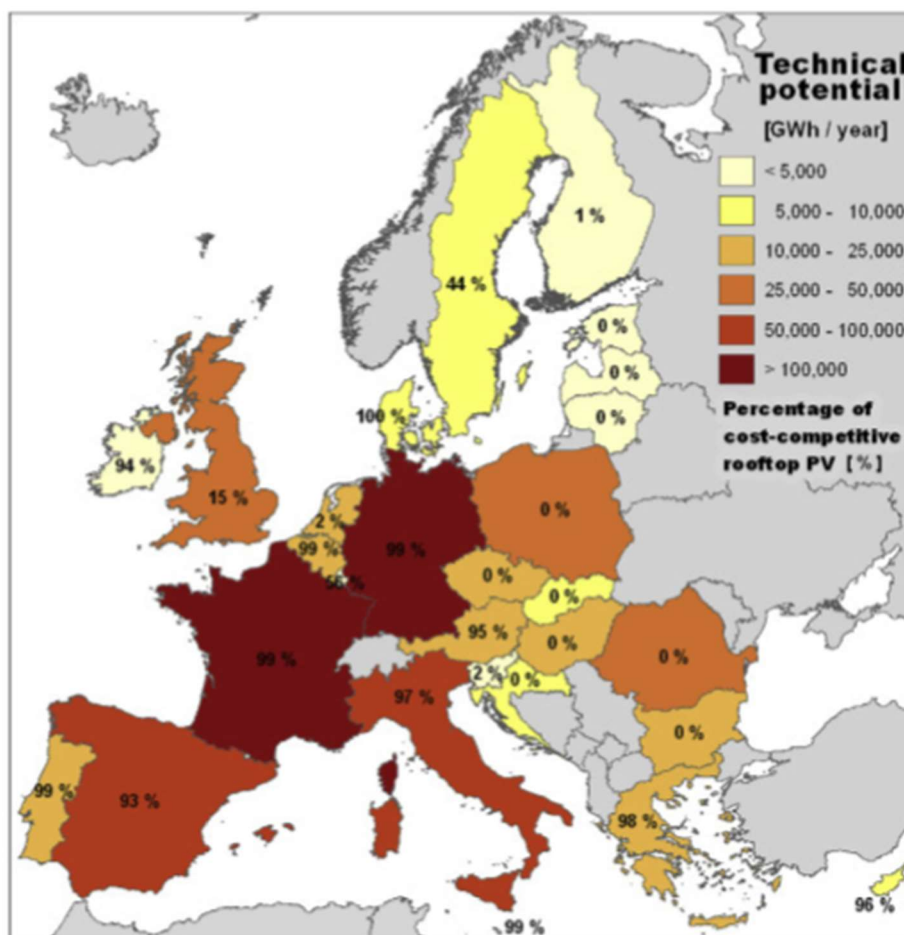 Technical
potential
[GWh / year]
< 5,000
5,000 - 10,000
10,000 - 25,000
25,000 - 50,000
50,000 - 100,000
> 100,000
Percentage of
cost-competitive
rooftop PV [%]
1 %
44 %
0 %
0 %
0 %
100 %
94 %
15 %
2 %
99 %
99 %
0 %
0 %
0 %
95 %
0 %
99 %
0 %
2 %
0 %
97 %
0 %
99 %
93 %
98 %
96 %
99 %